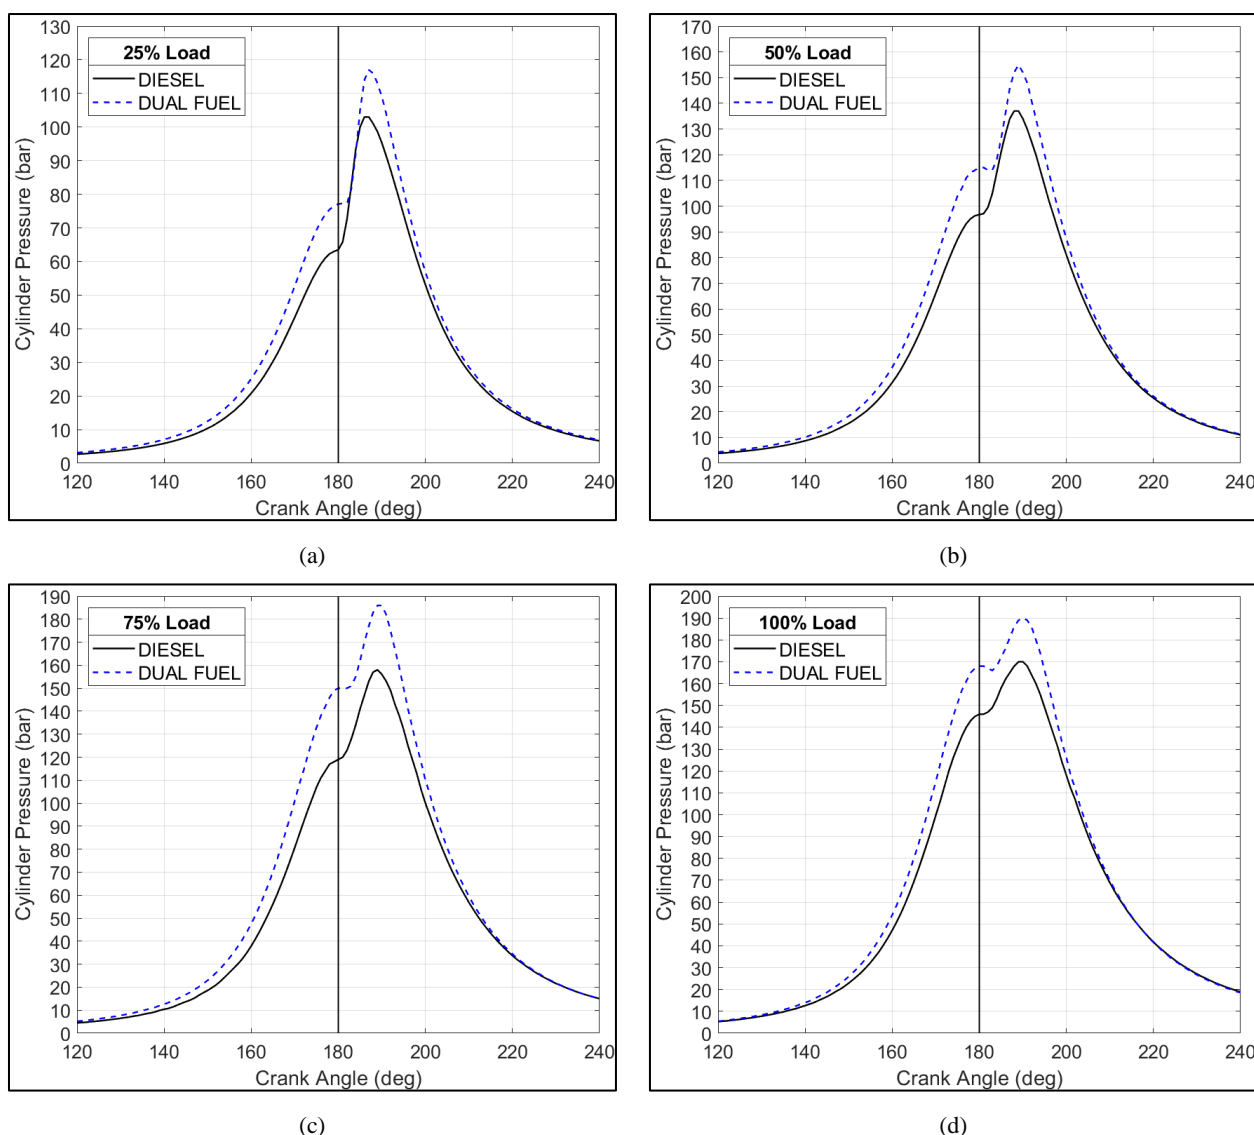 25% Load
DIESEL
DUAL FUEL
130
120
110
100
90
80
70
60
50
40
30
20
10
0
Cylinder Pressure (bar)
120 140 160 180 200 220 240
Crank Angle (deg)
(a)
50% Load
DIESEL
DUAL FUEL
170
160
150
140
130
120
110
100
90
80
70
60
50
40
30
20
10
0
Cylinder Pressure (bar)
120 140 160 180 200 220 240
Crank Angle (deg)
(b)
75% Load
DIESEL
DUAL FUEL
190
180
170
160
150
140
130
120
110
100
90
80
70
60
50
40
30
20
10
0
Cylinder Pressure (bar)
120 140 160 180 200 220 240
Crank Angle (deg)
(c)
100% Load
DIESEL
DUAL FUEL
200
190
180
170
160
150
140
130
120
110
100
90
80
70
60
50
40
30
20
10
0
Cylinder Pressure (bar)
120 140 160 180 200 220 240
Crank Angle (deg)
(d)